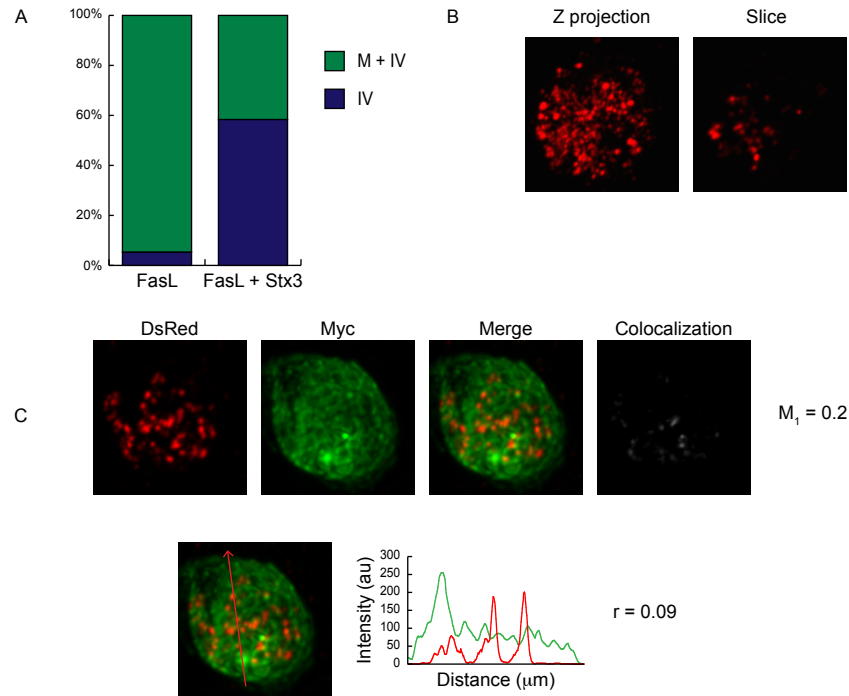 A
100%
80%
60%
40%
20%
0%
FasL
FasL + Stx3
M + IV
IV
B
Z projection
Slice
C
DsRed
Myc
Merge
Colocalization
M1 = 0.2
Intensity (au)
300
250
200
150
100
50
0
Distance (μm)
r = 0.09